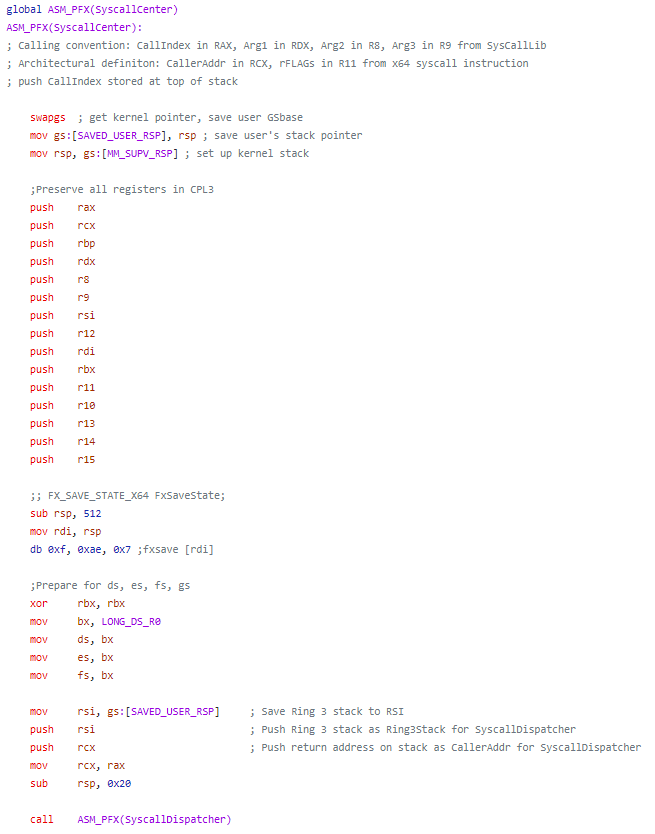 global ASM_PFX(SyscallCenter)
ASM_PFX(SyscallCenter):
; Calling convention: CallIndex in RAX, Arg1 in RDX, Arg2 in R8, Arg3 in R9 from SysCallLib
; Architectural definiton: CallerAddr in RCX, rFLAGs in R11 from x64 syscall instruction
; push CallIndex stored at top of stack
swapgs ; get kernel pointer, save user GSbase
mov gs:[SAVED_USER_RSP], rsp ; save user's stack pointer
mov rsp, gs:[MM_SUPV_RSP] ; set up kernel stack
;Preserve all registers in CPL3
push rax
push rcx
push rbp
push rdx
push r8
push r9
push rsi
push r12
push rdi
push rbx
push r11
push r10
push r13
push r14
push r15
;; FX_SAVE_STATE_X64 FxSaveState;
sub rsp, 512
mov rdi, rsp
db 0xf, 0xae, 0x7 ;fxsave [rdi]
;Prepare for ds, es, fs, gs
xor rbx, rbx
mov bx, LONG_DS_R0
mov ds, bx
mov es, bx
mov fs, bx
mov rsi, gs:[SAVED_USER_RSP] ; Save Ring 3 stack to RSI
push rsi ; Push Ring 3 stack as Ring3Stack for SyscallDispatcher
push rcx ; Push return address on stack as CallerAddr for SyscallDispatcher
mov rcx, rax
sub rsp, 0x20
call ASM_PFX(SyscallDispatcher)